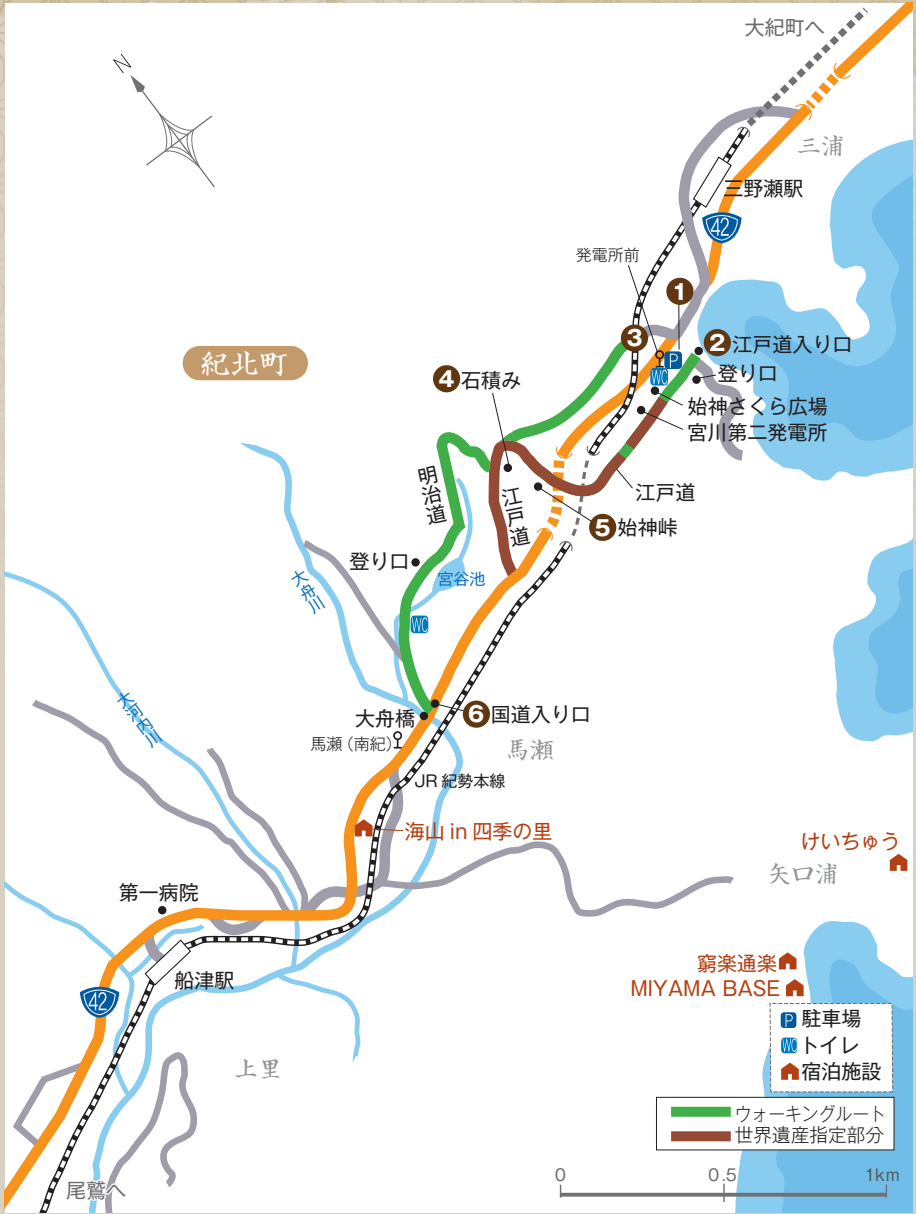 大紀町へ
N
三浦
三野瀬駅
42
発電所前
1
3
P
2 江戸道入り口
WC
登り口
紀北町
始神さくら広場
4 石積み
宮川第二発電所
明治道
江戸道
江戸道
5 始神峠
登り口
大舟川
宮谷池
WC
大河内川
6 国道入り口
大舟橋
馬瀬(南紀)
馬瀬
JR 紀勢本線
海山 in 四季の里
けいちゅう
矢口浦
第一病院
船津駅
窮楽通楽
MIYAMA BASE
42
P 駐車場
WC トイレ
宿泊施設
上里
ウォーキングルート
世界遺産指定部分
尾鷲へ
0 0.5 1km